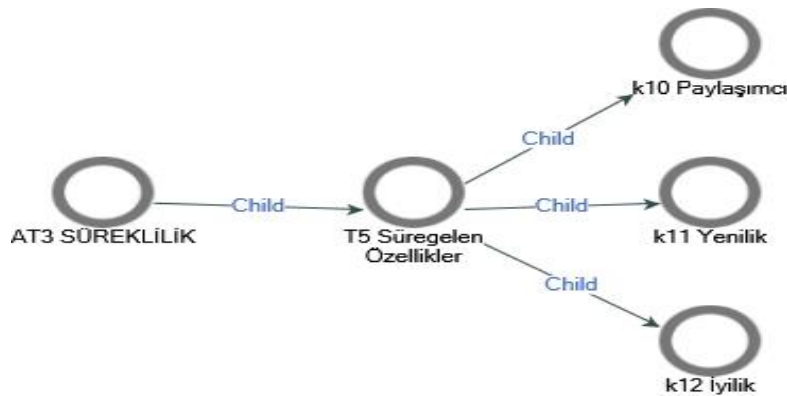 k10 Paylaşımcı
Child
AT3 SÜREKLİLİK
Child
T5 Süregelen
Özellikler
Child
k11 Yenilik
Child
k12 İyilik